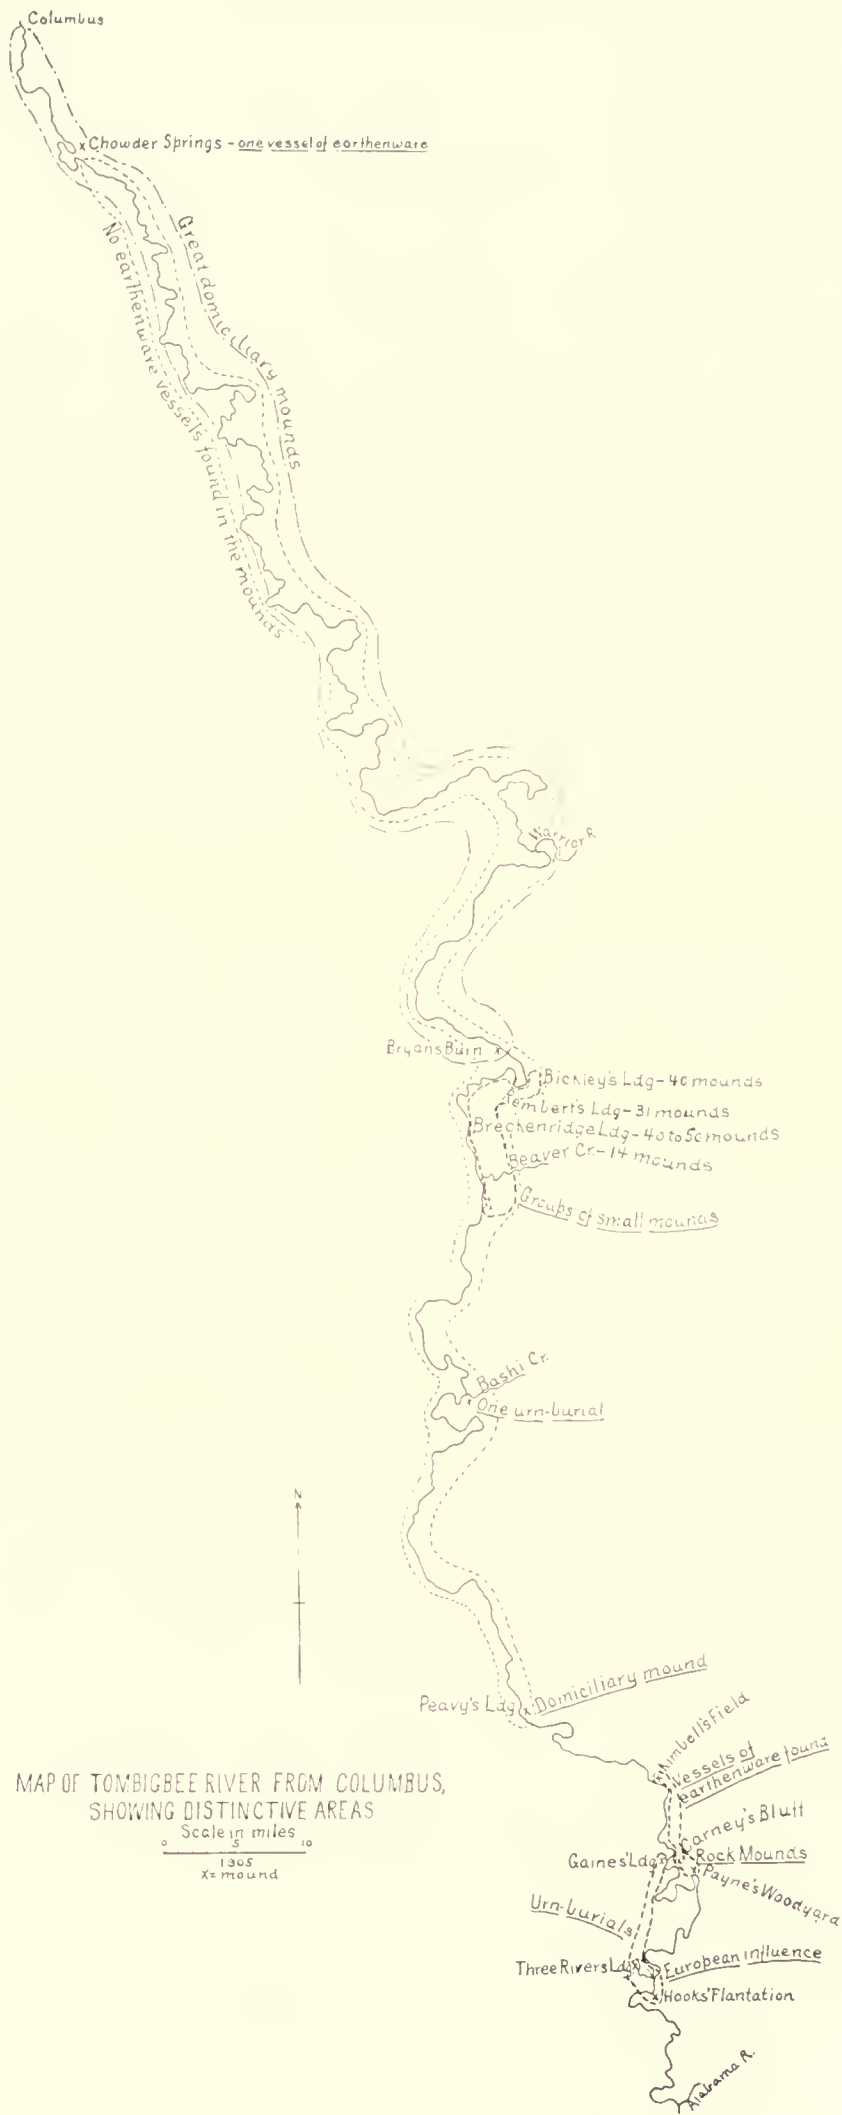 Columbus
x Chowder Springs - one vessel of earthenware
Great domiciliary mounds
No earthenware vessels found in the mounds
Warrior R.
Bryans Burn x
Bickley's Ldg - 40 mounds
Rembert's Ldg - 31 mounds
Breckenridge Ldg - 40 to 50 mounds
Beaver Cr. - 14 mounds
Groups of small mounds
Bashi Cr.
x One urn-burial
N
Peavy's Ldg x Domiciliary mound
Kimbell's Field
Vessels of
earthenware found
MAP OF TOMBIGBEE RIVER FROM COLUMBUS,
SHOWING DISTINCTIVE AREAS
Scale in miles
0 5 10
1905
X = mound
Carney's Bluff
Gaines' Ldg
Rock Mounds
Payne's Woodyard
Urn-burials
Three Rivers Ldg
European influence
Hooks' Plantation
Alabama R.